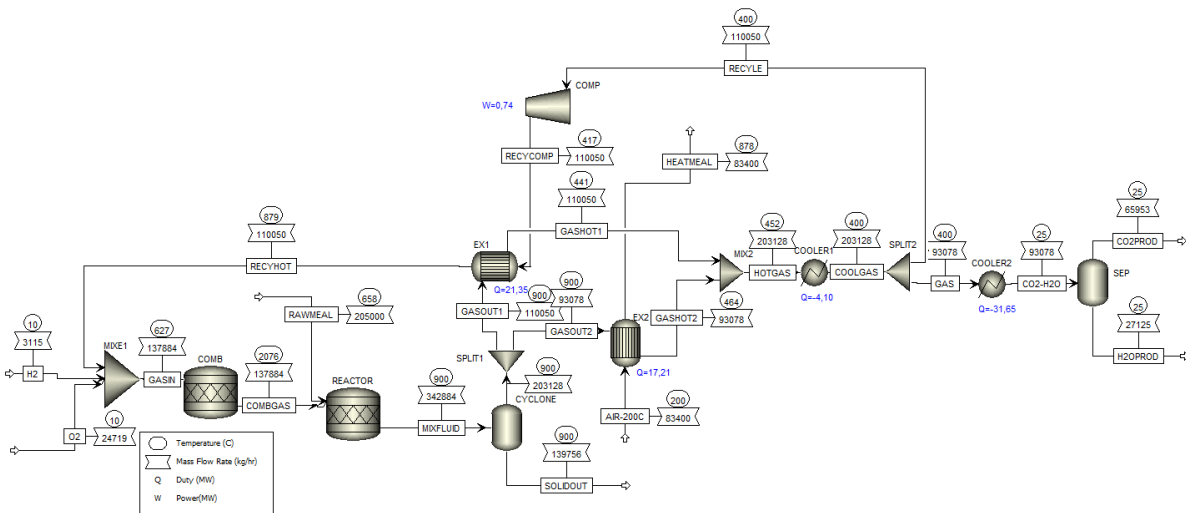 400
110050
RECYLE
COMP
W=0,74
417
RECYCOMP
110050
878
HEATMEAL
83400
441
110050
GASHOT1
879
110050
RECYHOT
EX1
Q=21,35
452
203128
HOTGAS
MIX2
400
203128
COOLGAS
COOLER1
Q=-4,10
SPLIT2
400
93078
GAS
COOLER2
Q=-31,65
25
93078
CO2-H2O
25
65953
CO2PROD
SEP
25
27125
H2OPROD
658
RAWMEAL
205000
900
GASOUT1
110050
900
93078
GASOUT2
EX2
Q=17,21
GASHOT2
464
93078
10
3115
H2
MIXE1
627
137884
GASIN
COMB
2076
137884
COMBGAS
REACTOR
SPLIT1
900
203128
CYCLONE
900
342884
MIXFLUID
200
AIR-200C
83400
10
O2
24719
900
139756
SOLIDOUT
Temperature (C)
Mass Flow Rate (kg/hr)
Q Duty (MW)
W Power(MW)